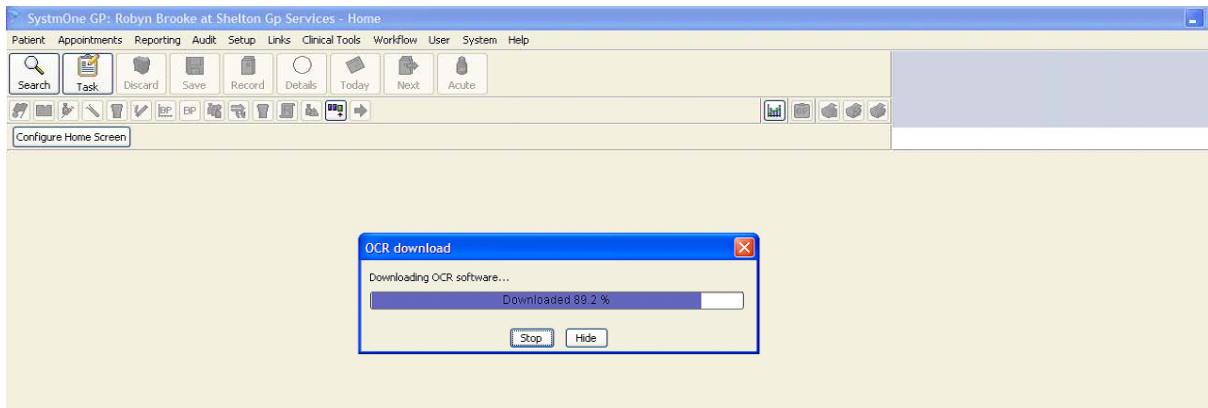 SystmOne GP: Robyn Brooke at Shelton Gp Services - Home
Patient Appointments Reporting Audit Setup Links Clinical Tools Workflow User System Help
Search Task Discard Save Record Details Today Next Acute
BP BP
Configure Home Screen
OCR download
Downloading OCR software...
Downloaded 89.2 %
Stop Hide